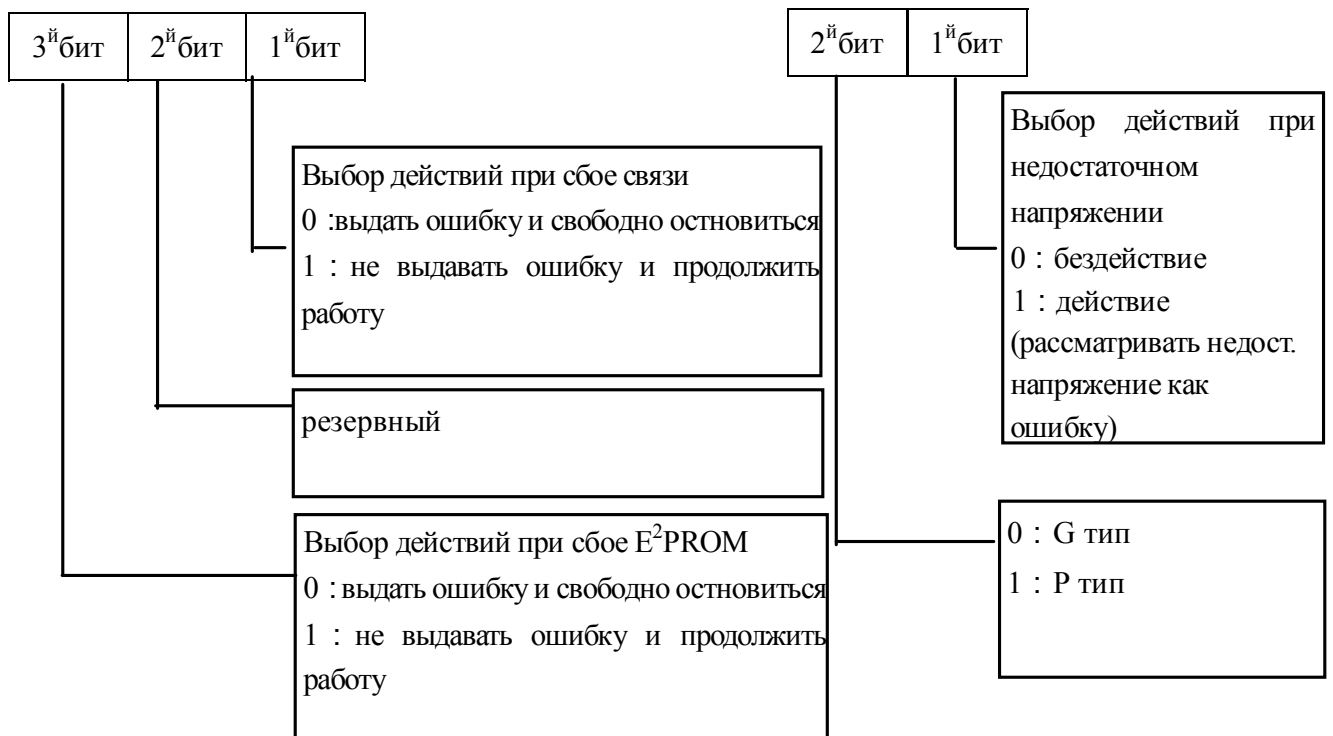 3й бит 2й бит 1й бит
Выбор действий при сбое связи
0 :выдать ошибку и свободно остновиться
1 : не выдавать ошибку и продолжить
работу
резервный
Выбор действий при сбое E²PROM
0 : выдать ошибку и свободно остновиться
1 : не выдавать ошибку и продолжить
работу
2й бит 1й бит
Выбор действий при
недостаточном
напряжении
0 : бездействие
1 : действие
(рассматривать недост.
напряжение как
ошибку)
0 : G тип
1 : P тип